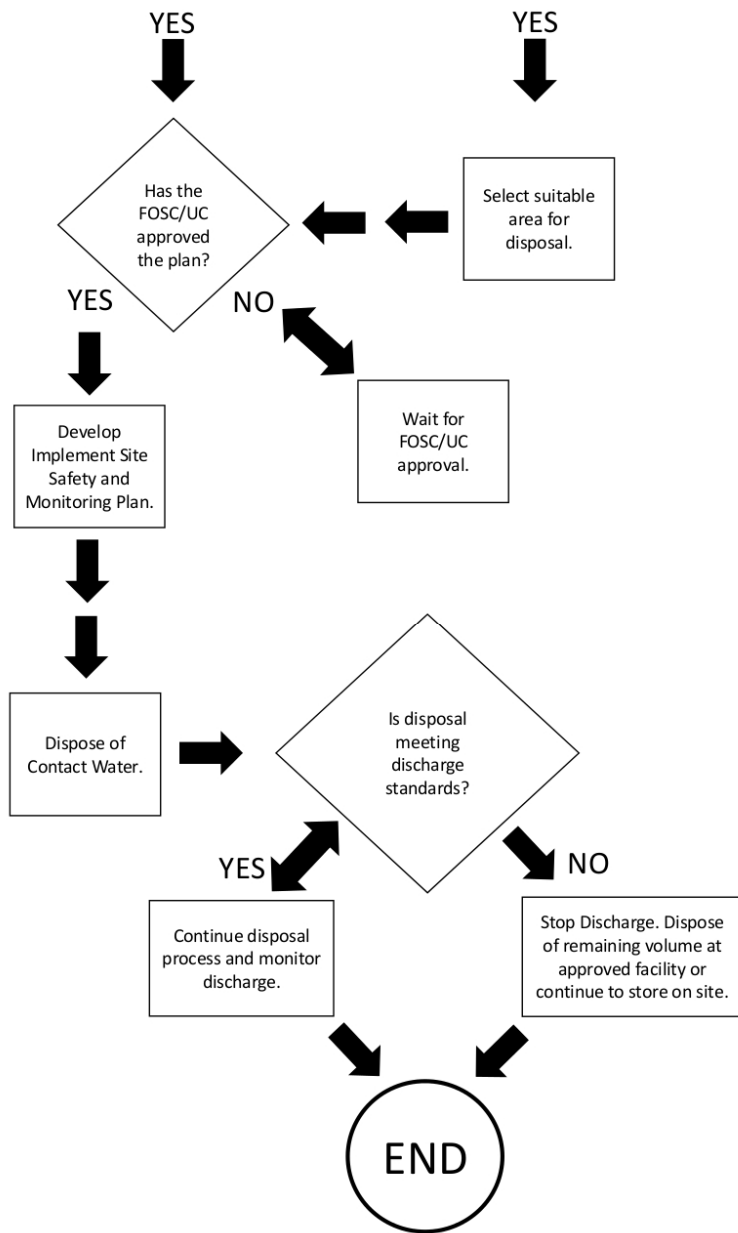 YES
YES
Has the
FOSC/UC
approved
the plan?
Select suitable
area for
disposal.
YES
NO
Develop
Implement Site
Safety and
Monitoring Plan.
Wait for
FOSC/UC
approval.
Dispose of
Contact Water.
Is disposal
meeting
discharge
standards?
YES
NO
Continue disposal
process and monitor
discharge.
Stop Discharge. Dispose
of remaining volume at
approved facility or
continue to store on site.
END